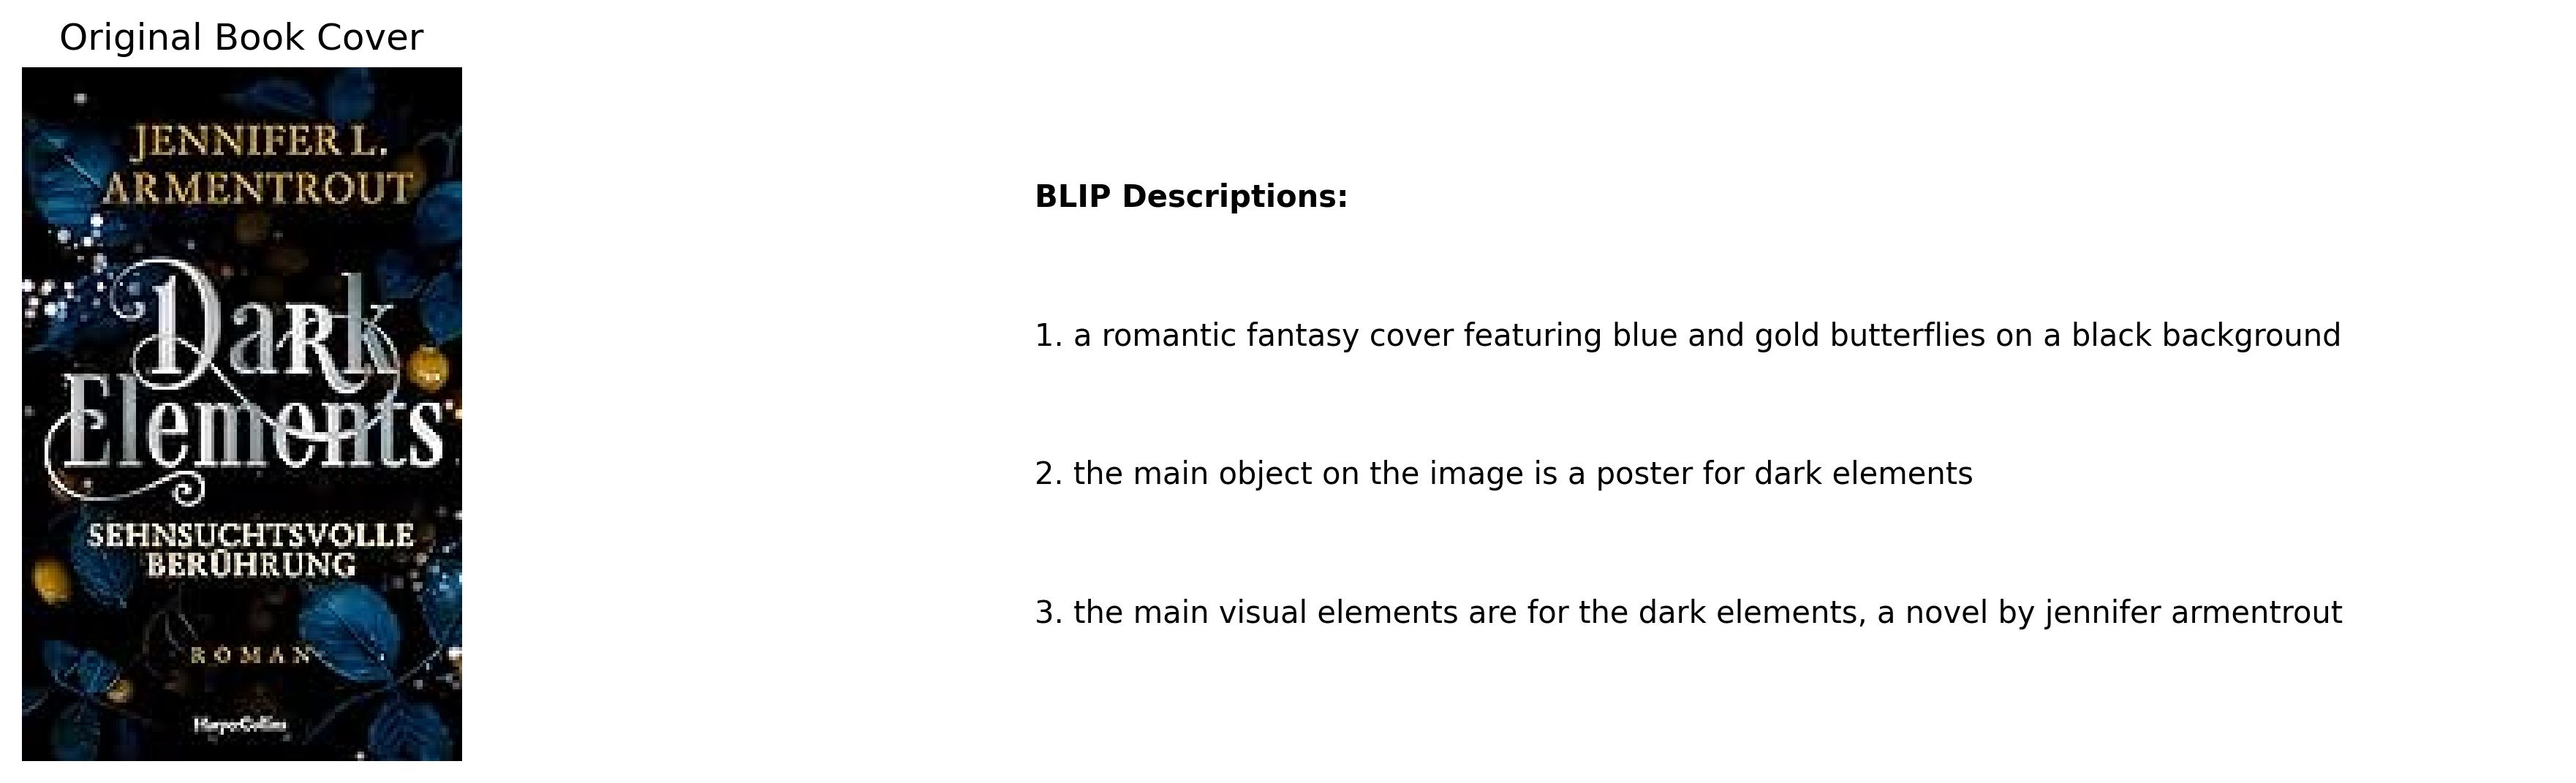 Original Book Cover
JENNIFER L.
ARMENTROUT
Dark
Elements
SEHNSUCHTSVOLLE
BERÜHRUNG
ROMAN
HarperCollins
BLIP Descriptions:
1. a romantic fantasy cover featuring blue and gold butterflies on a black background
2. the main object on the image is a poster for dark elements
3. the main visual elements are for the dark elements, a novel by jennifer armentrout